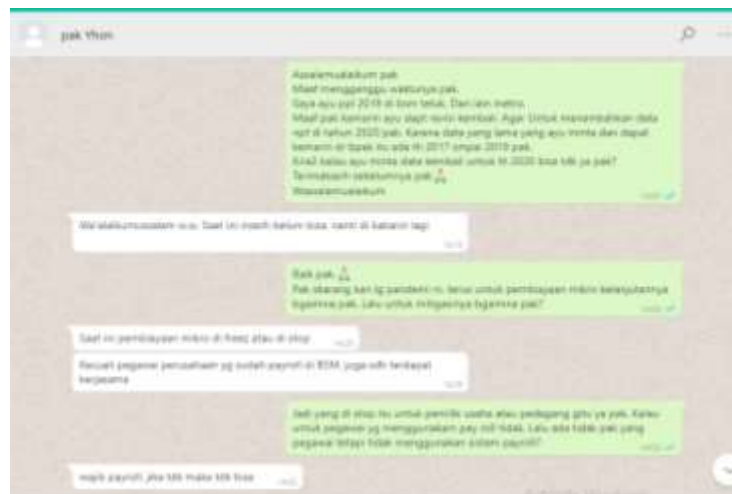 pak Yhon
Assalamualaikum pak
Maaf mengganggu waktunya pak.
Saya ayu ppl 2019 di bsm teluk. Dari iain metro.
Maaf pak kemarin ayu dapt revisi kembali. Agar Untuk menambahkan data
npf di tahun 2020 pak. Karena data yang lama yang ayu minta dan dapat
kemarin di bpak itu ada th 2017 smpai 2019 pak.
Kira2 kalau ayu minta data kembali untuk th 2020 bisa tdk ya pak?
Terimakasih sebelumnya pak 🙏
Wassalamualaikum
Wa'alaikumussalam w.w. Saat ini masih belum bisa, nanti di kabarin lagi
Baik pak 🙏
Pak skarang kan lg pandemi ni, terus untuk pembiayaan mikro kelanjutannya
bgaimna pak. Lalu untuk mitigasinya bgaimna pak?
Saat ini pembiayaan mikro di freez atau di stop
Kecuali pegawai perusahaan yg sudah payroll di BSM, juga sdh terdapat
kerjasama
Jadi yang di stop itu untuk pemilik usaha atau pedagang gitu ya pak. Kalau
untuk pegawai yg menggunakam pay roll tidak. Lalu ada tidak pak yang
pegawai tetapi tidak menggunakan sistem payroll?
wajib payroll, jika tdk maka tdk bisa